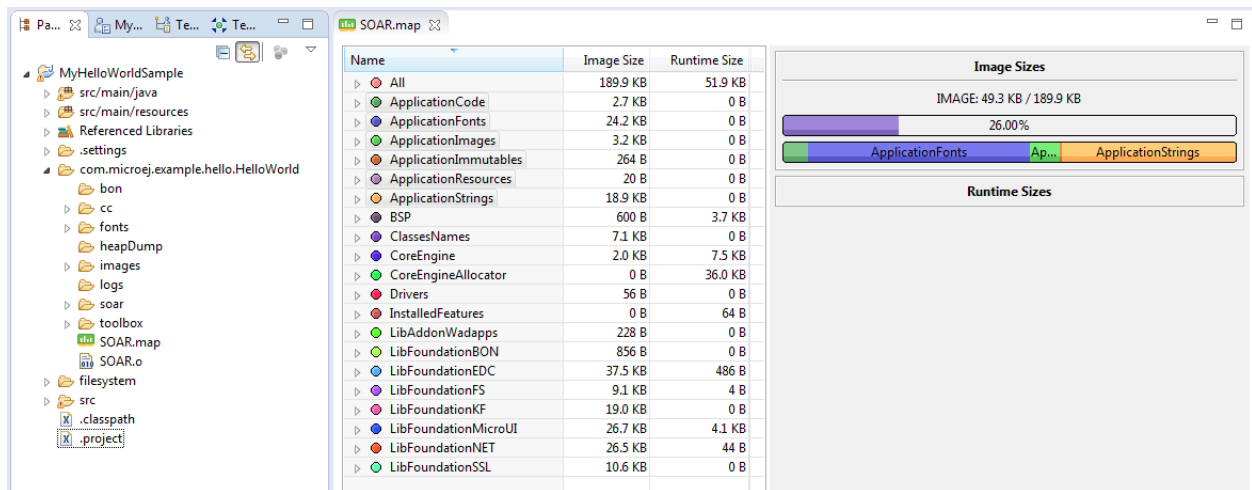 Pa... My... Te... Te...
MyHelloWorldSample
src/main/java
src/main/resources
Referenced Libraries
.settings
com.microej.example.hello.HelloWorld
bon
cc
fonts
heapDump
images
logs
soar
toolbox
SOAR.map
SOAR.o
filesystem
src
.classpath
.project
SOAR.map
Name Image Size Runtime Size
All 189.9 KB 51.9 KB
ApplicationCode 2.7 KB 0 B
ApplicationFonts 24.2 KB 0 B
ApplicationImages 3.2 KB 0 B
ApplicationImmutables 264 B 0 B
ApplicationResources 20 B 0 B
ApplicationStrings 18.9 KB 0 B
BSP 600 B 3.7 KB
ClassesNames 7.1 KB 0 B
CoreEngine 2.0 KB 7.5 KB
CoreEngineAllocator 0 B 36.0 KB
Drivers 56 B 0 B
InstalledFeatures 0 B 64 B
LibAddonWadapps 228 B 0 B
LibFoundationBON 856 B 0 B
LibFoundationEDC 37.5 KB 486 B
LibFoundationFS 9.1 KB 4 B
LibFoundationKF 19.0 KB 0 B
LibFoundationMicroUI 26.7 KB 4.1 KB
LibFoundationNET 26.5 KB 44 B
LibFoundationSSL 10.6 KB 0 B
Image Sizes
IMAGE: 49.3 KB / 189.9 KB
26.00%
ApplicationFonts Ap... ApplicationStrings
Runtime Sizes